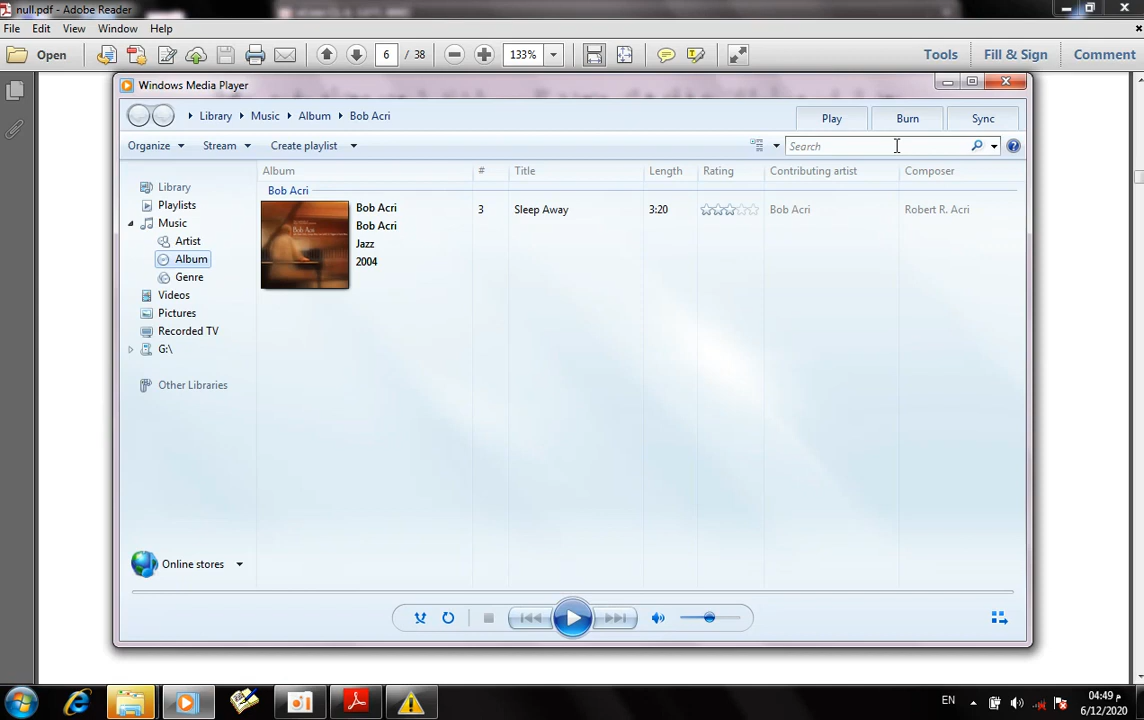 null.pdf - Adobe Reader
File Edit View Window Help
Open 6 / 38 133% Tools Fill & Sign Comment
Windows Media Player
Library Music Album Bob Acri Play Burn Sync
Organize Stream Create playlist Search
Album # Title Length Rating Contributing artist Composer
Bob Acri
Library
Playlists
Music
Artist
Album
Genre
Videos
Pictures
Recorded TV
G:\
Other Libraries
Bob Acri
Bob Acri
Bob Acri
Jazz
2004
3 Sleep Away 3:20 Bob Acri Robert R. Acri
Online stores
EN
04:49 م
6/12/2020